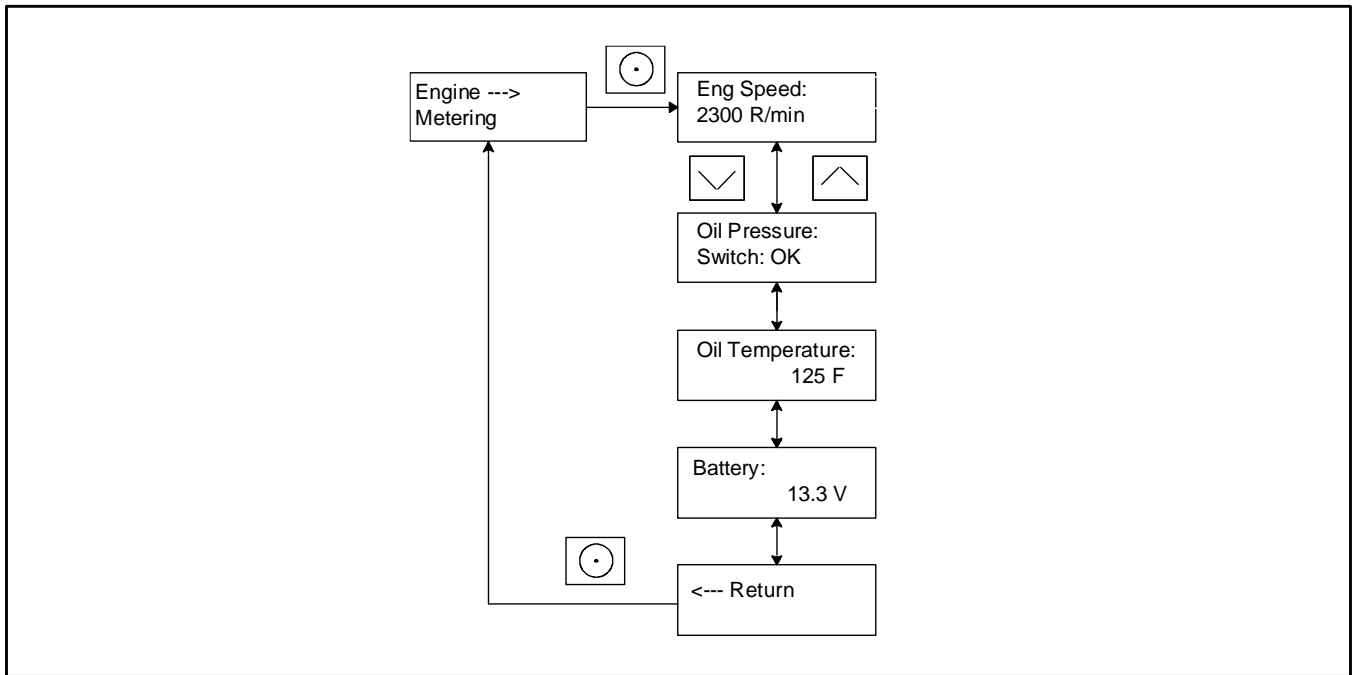 Engine --->
Metering
Eng Speed:
2300 R/min
Oil Pressure:
Switch: OK
Oil Temperature:
125 F
Battery:
13.3 V
<--- Return